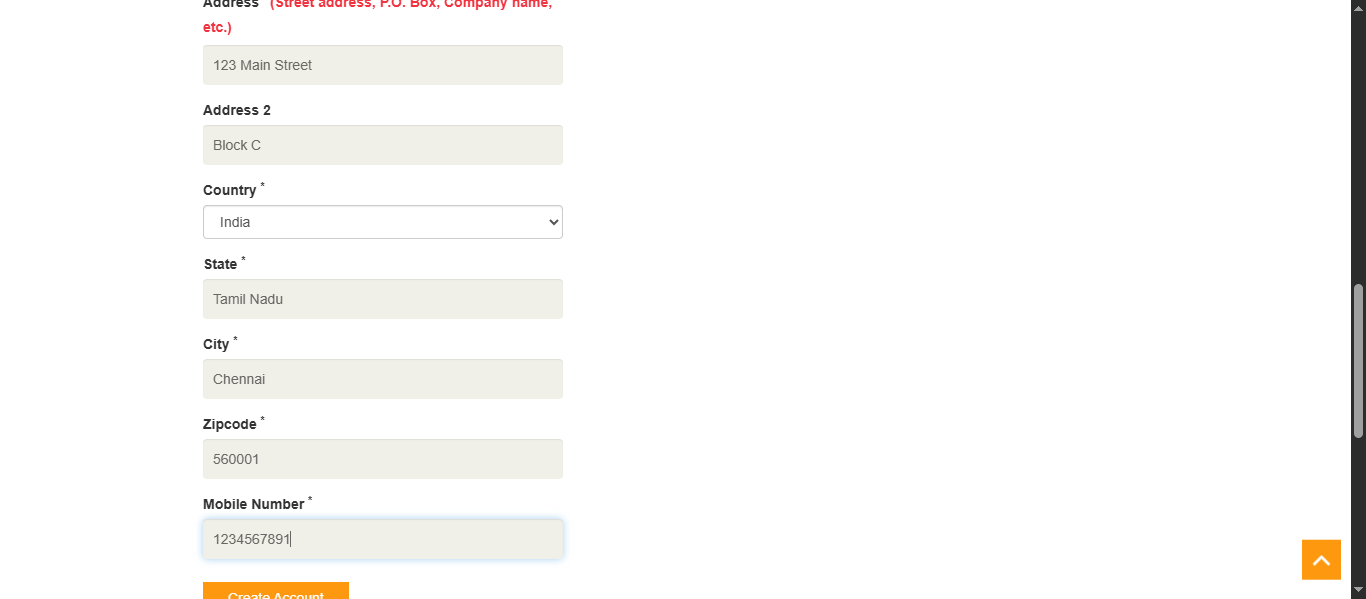 Address * (Street address, P.O. Box, Company name,
etc.)
123 Main Street
Address 2
Block C
Country *
India
State *
Tamil Nadu
City *
Chennai
Zipcode *
560001
Mobile Number *
1234567891
Create Account